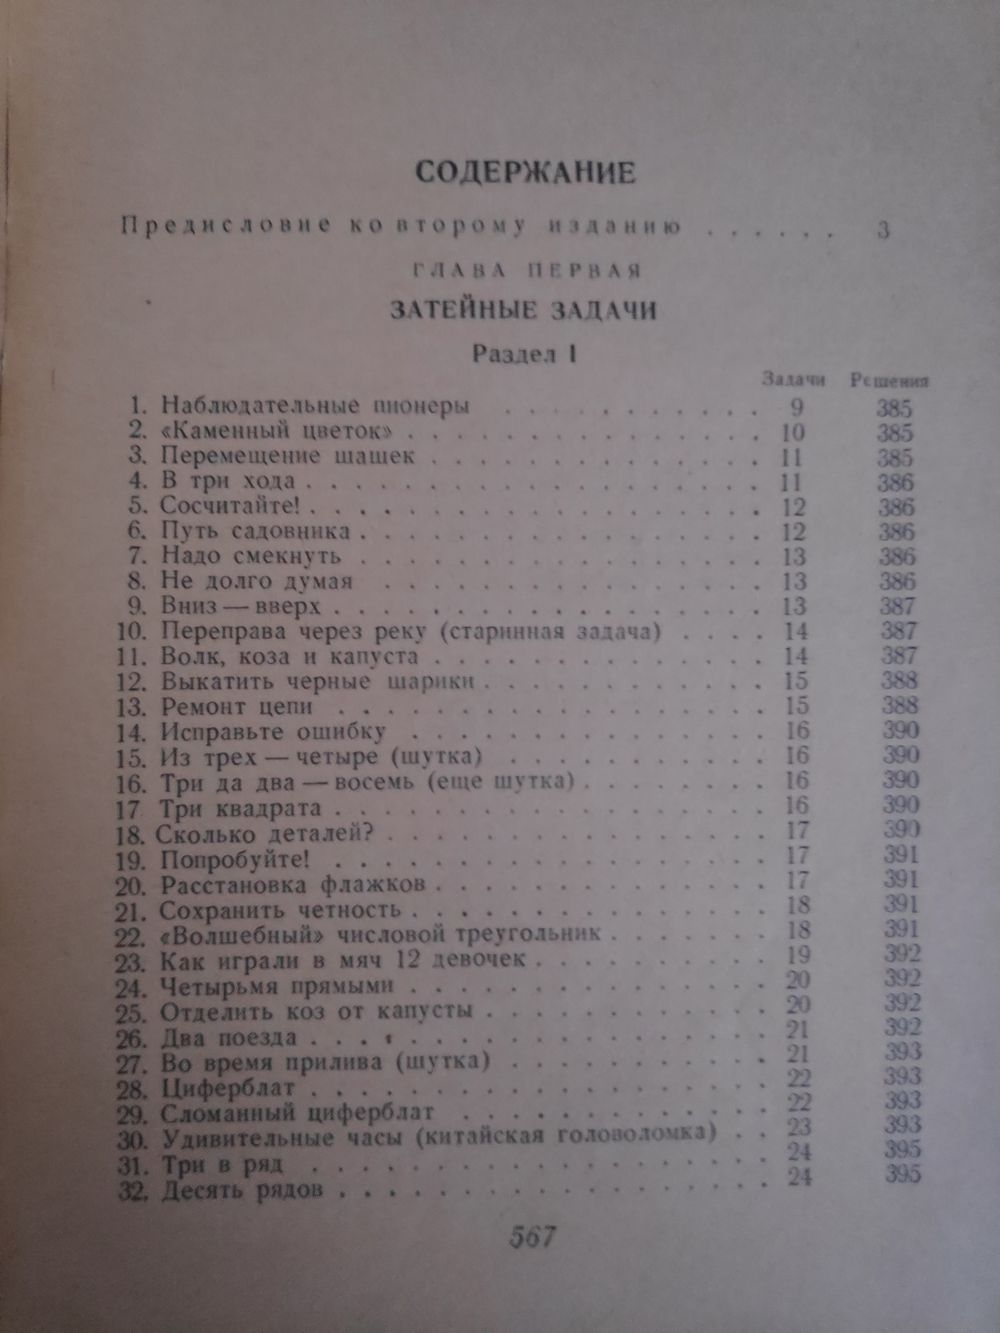 СОДЕРЖАНИЕ
Предисловие ко второму изданию . . . . . . 3
ГЛАВА ПЕРВАЯ
ЗАТЕЙНЫЕ ЗАДАЧИ
Раздел I
Задачи Решения
1. Наблюдательные пионеры . . . . . . . . . . . 9 385
2. «Каменный цветок» . . . . . . . . . . . . . . . 10 385
3. Перемещение шашек . . . . . . . . . . . . . . 11 385
4. В три хода . . . . . . . . . . . . . . . . . . . 11 386
5. Сосчитайте! . . . . . . . . . . . . . . . . . . . 12 386
6. Путь садовника . . . . . . . . . . . . . . . . . 12 386
7. Надо смекнуть . . . . . . . . . . . . . . . . . 13 386
8. Не долго думая . . . . . . . . . . . . . . . . 13 386
9. Вниз — вверх . . . . . . . . . . . . . . . . . . 13 387
10. Переправа через реку (старинная задача) . . . . 14 387
11. Волк, коза и капуста . . . . . . . . . . . . . . 14 387
12. Выкатить черные шарики . . . . . . . . . . . . 15 388
13. Ремонт цепи . . . . . . . . . . . . . . . . . . 15 388
14. Исправьте ошибку . . . . . . . . . . . . . . . 16 390
15. Из трех — четыре (шутка) . . . . . . . . . . . 16 390
16. Три да два — восемь (еще шутка) . . . . . . . . 16 390
17 Три квадрата . . . . . . . . . . . . . . . . . . 16 390
18. Сколько деталей? . . . . . . . . . . . . . . . . 17 390
19. Попробуйте! . . . . . . . . . . . . . . . . . . 17 391
20. Расстановка флажков . . . . . . . . . . . . . . 17 391
21. Сохранить четность . . . . . . . . . . . . . . . 18 391
22. «Волшебный» числовой треугольник . . . . . . . 18 391
23. Как играли в мяч 12 девочек . . . . . . . . . . 19 392
24. Четырьмя прямыми . . . . . . . . . . . . . . . 20 392
25. Отделить коз от капусты . . . . . . . . . . . . 20 392
26. Два поезда . . . . . . . . . . . . . . . . . . . 21 392
27. Во время прилива (шутка) . . . . . . . . . . . 21 393
28. Циферблат . . . . . . . . . . . . . . . . . . . 22 393
29. Сломанный циферблат . . . . . . . . . . . . . 22 393
30. Удивительные часы (китайская головоломка) . . 23 393
31. Три в ряд . . . . . . . . . . . . . . . . . . . 24 395
32. Десять рядов . . . . . . . . . . . . . . . . . . 24 395
567